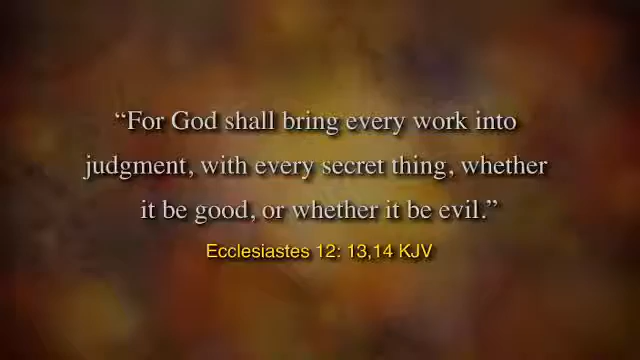 “For God shall bring every work into
judgment, with every secret thing, whether
it be good, or whether it be evil.”
Ecclesiastes 12: 13,14 KJV